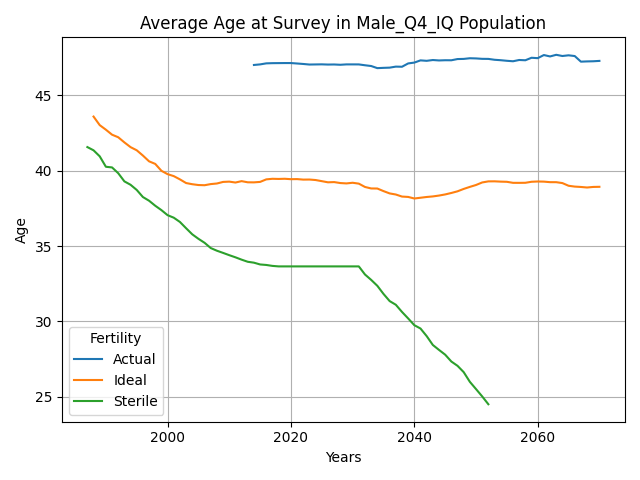 Average Age at Survey in Male_Q4_IQ Population
Age
45
40
35
30
25
Fertility
Actual
Ideal
Sterile
2000
2020
2040
2060
Years